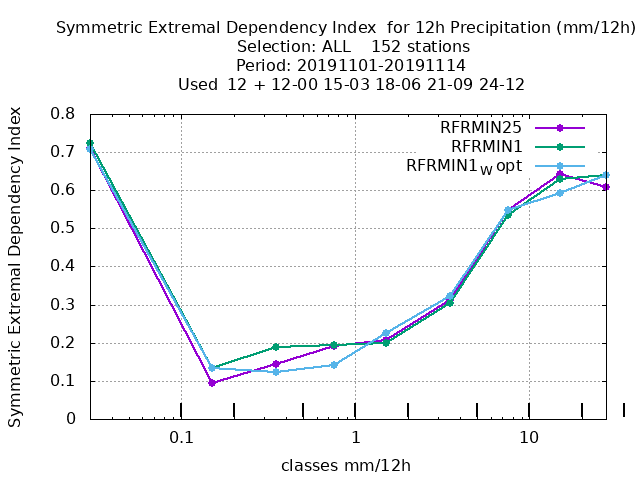 Symmetric Extremal Dependency Index  for 12h Precipitation (mm/12h)
Selection: ALL    152 stations
Period: 20191101-20191114
Used  12 + 12-00 15-03 18-06 21-09 24-12
Symmetric Extremal Dependency Index
0.8
0.7
0.6
0.5
0.4
0.3
0.2
0.1
0
RFRMIN25
RFRMIN1
RFRMIN1W opt
0.1 1 10
classes mm/12h